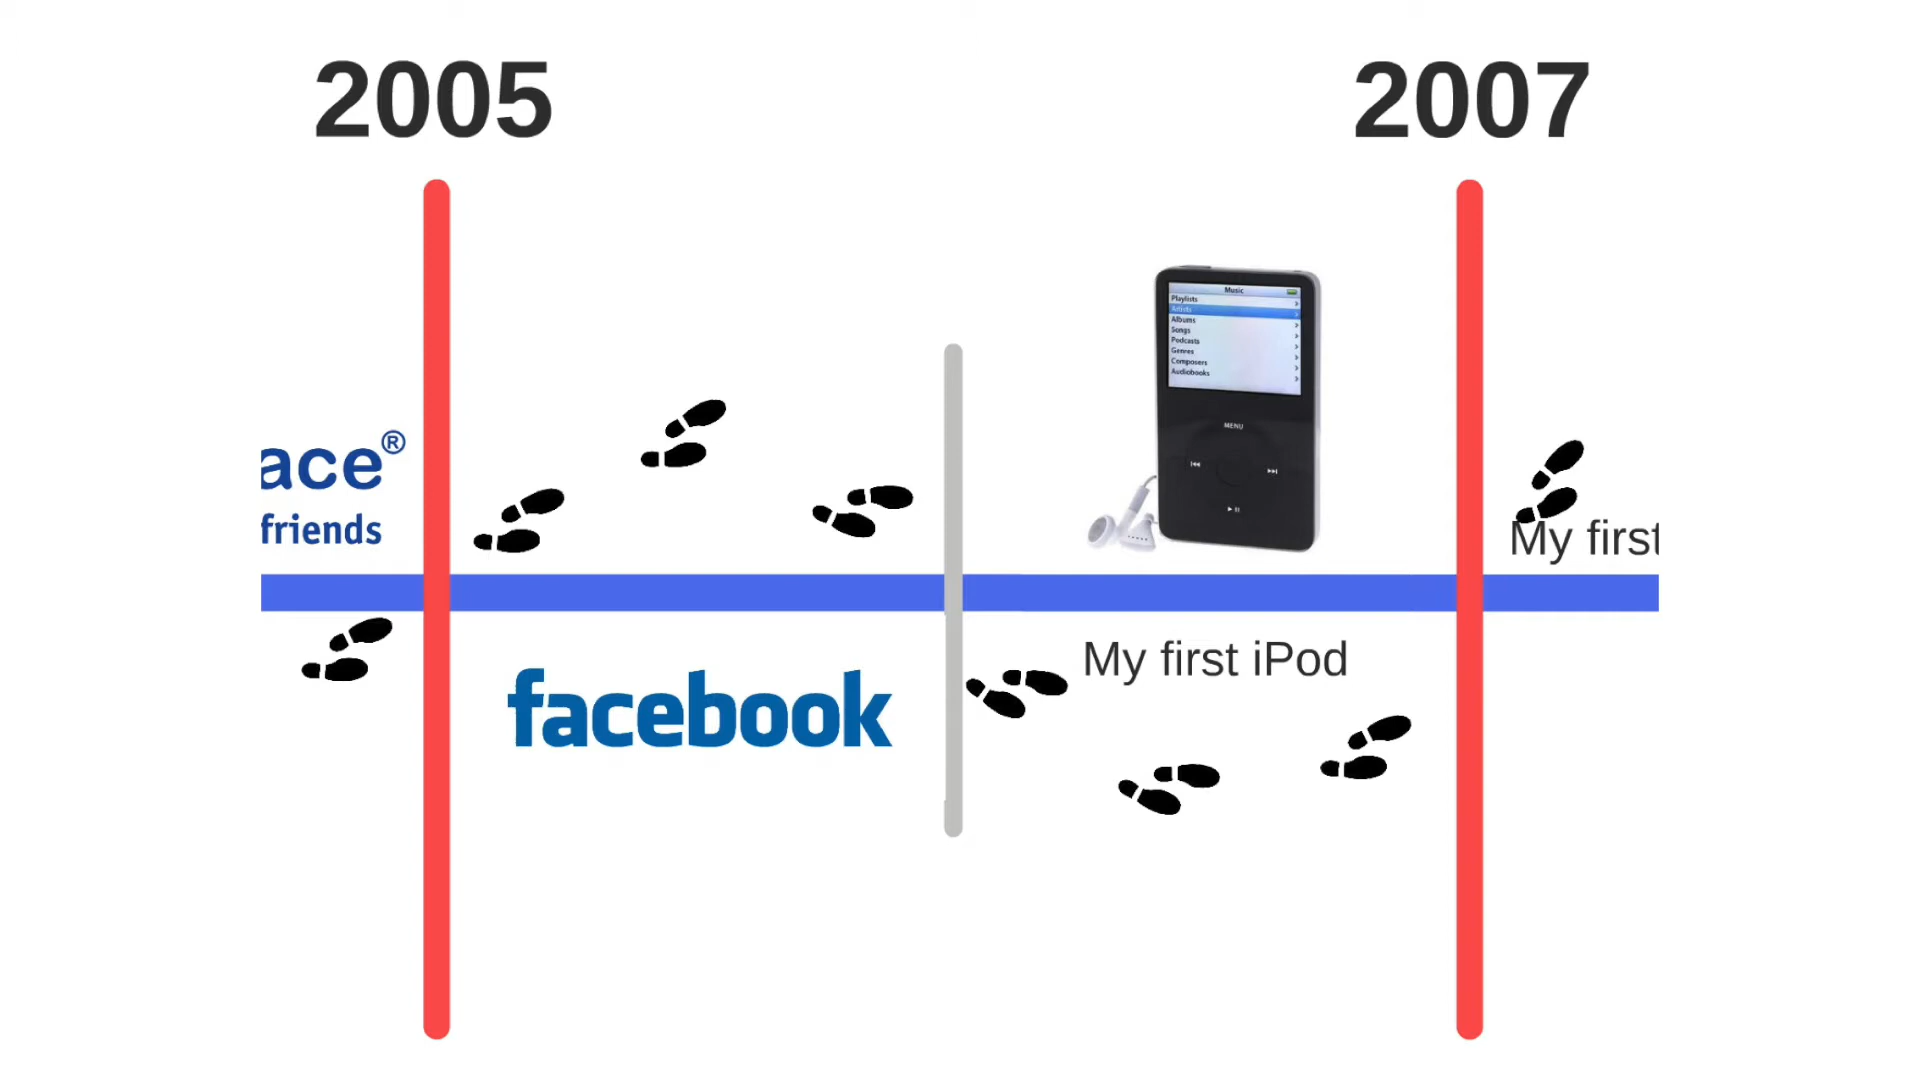 2005
2007
Music
Playlists
Artists
Albums
Songs
Podcasts
Genres
Composers
Audiobooks
MENU
ace®
friends
My first
facebook
My first iPod